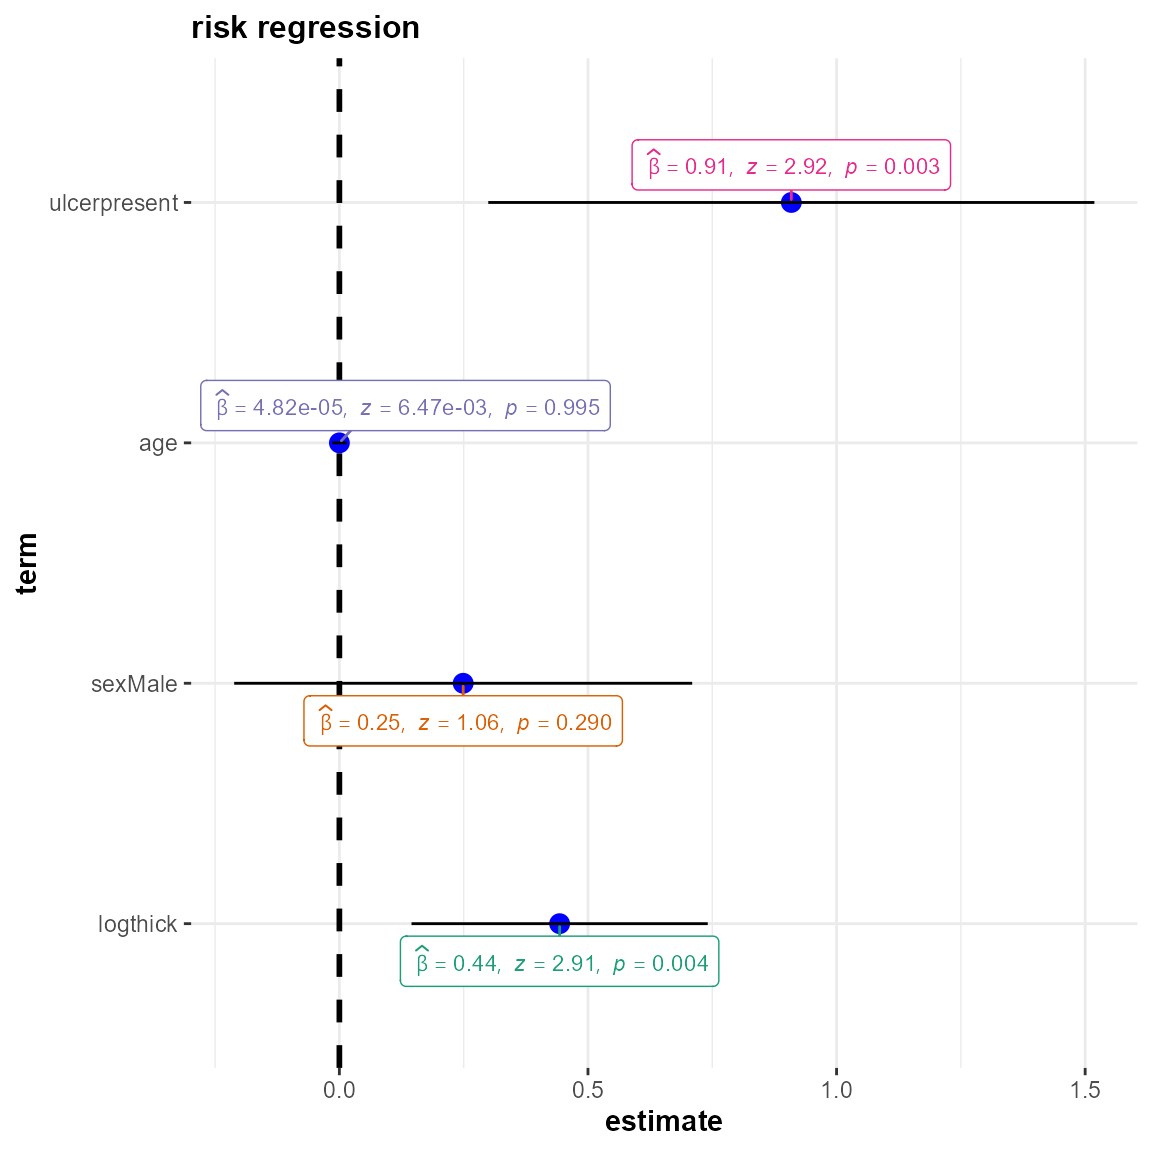 risk regression
β̂ = 0.91, z = 2.92, p = 0.003
ulcerpresent
β̂ = 4.82e-05, z = 6.47e-03, p = 0.995
age
term
sexMale
β̂ = 0.25, z = 1.06, p = 0.290
logthick
β̂ = 0.44, z = 2.91, p = 0.004
0.0 0.5 1.0 1.5
estimate